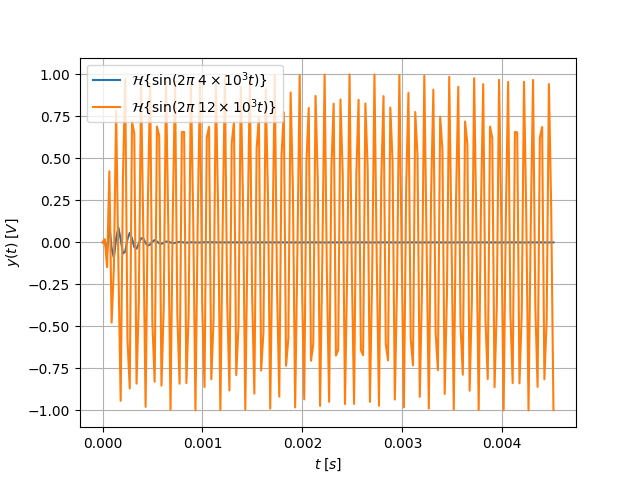 ℋ{sin(2π 4 × 10³t)}
ℋ{sin(2π 12 × 10³t)}
1.00
0.75
0.50
0.25
0.00
−0.25
−0.50
−0.75
−1.00
y(t) [V]
0.000 0.001 0.002 0.003 0.004
t [s]